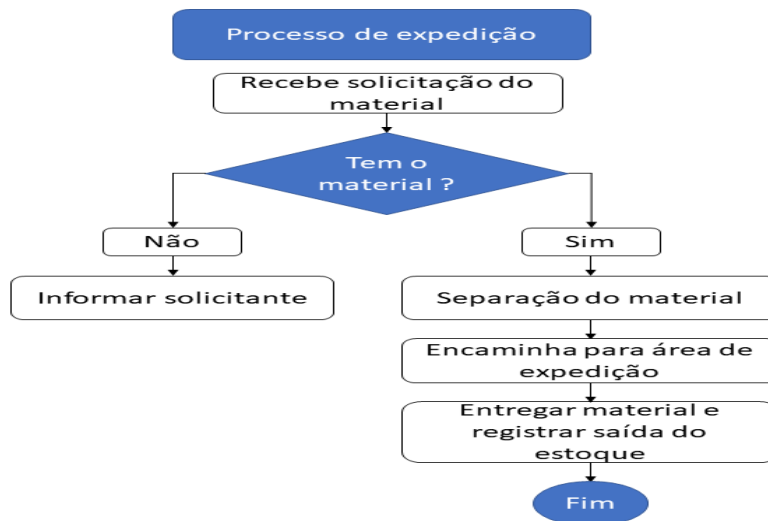 Processo de expedição
Recebe solicitação do
material
Tem o
material ?
Não
Sim
Informar solicitante
Separação do material
Encaminha para área de
expedição
Entregar material e
registrar saída do
estoque
Fim